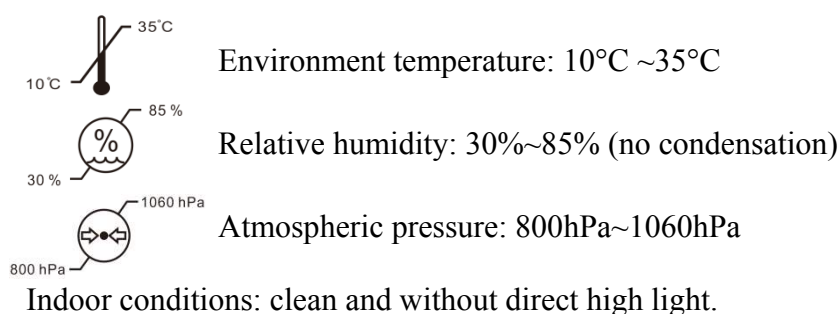 35°C
Environment temperature: 10°C ~35°C
10°C
85 %
%
Relative humidity: 30%~85% (no condensation)
30 %
1060 hPa
Atmospheric pressure: 800hPa~1060hPa
800 hPa
Indoor conditions: clean and without direct high light.